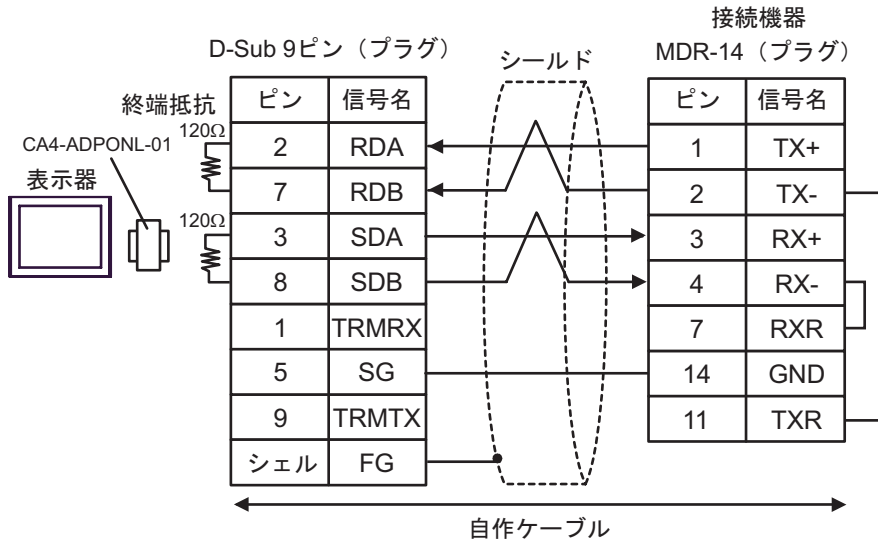 接続機器
D-Sub 9ピン（プラグ）
シールド
MDR-14（プラグ）
終端抵抗
CA4-ADPONL-01
表示器
120Ω
120Ω
ピン 信号名
2 RDA
7 RDB
3 SDA
8 SDB
1 TRMRX
5 SG
9 TRMTX
シェル FG
ピン 信号名
1 TX+
2 TX-
3 RX+
4 RX-
7 RXR
14 GND
11 TXR
自作ケーブル